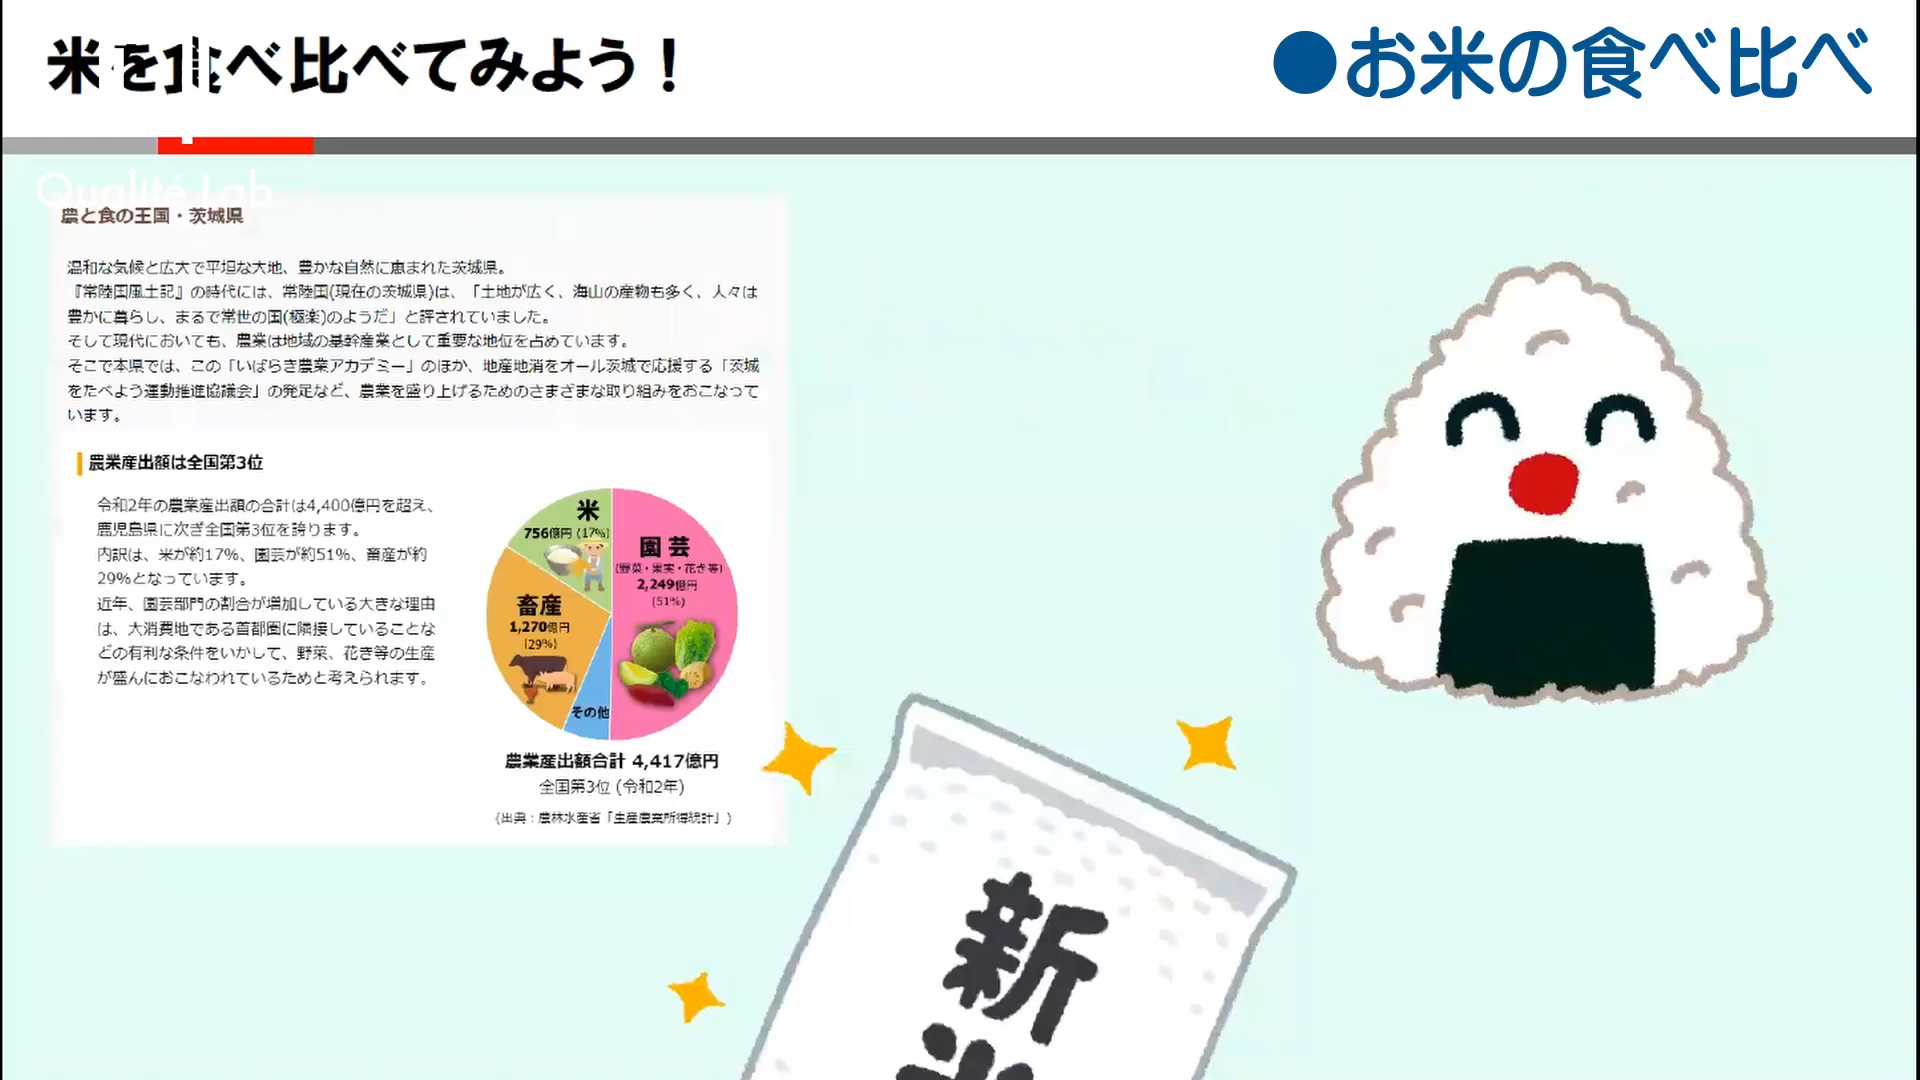 米を食べ比べてみよう！
●お米の食べ比べ
Qualité Lab
農と食の王国・茨城県
温和な気候と広大で平坦な大地、豊かな自然に恵まれた茨城県。
『常陸国風土記』の時代には、常陸国(現在の茨城県)は、「土地が広く、海山の産物も多く、人々は
豊かに暮らし、まるで常世の国(極楽)のようだ」と評されていました。
そして現代においても、農業は地域の基幹産業として重要な地位を占めています。
そこで本県では、この「いばらき農業アカデミー」のほか、地産地消をオール茨城で応援する「茨城
をたべよう運動推進協議会」の発足など、農業を盛り上げるためのさまざまな取り組みをおこなって
います。
農業産出額は全国第3位
令和2年の農業産出額の合計は4,400億円を超え、
鹿児島県に次ぎ全国第3位を誇ります。
内訳は、米が約17%、園芸が約51%、畜産が約
29%となっています。
近年、園芸部門の割合が増加している大きな理由
は、大消費地である首都圏に隣接していることな
どの有利な条件をいかして、野菜、花き等の生産
が盛んにおこなわれているためと考えられます。
米
756億円 (17%)
園芸
(野菜・果実・花き等)
2,249億円
(51%)
畜産
1,270億円
(29%)
その他
農業産出額合計 4,417億円
全国第3位 (令和2年)
(出典：農林水産省「生産農業所得統計」)
新
米